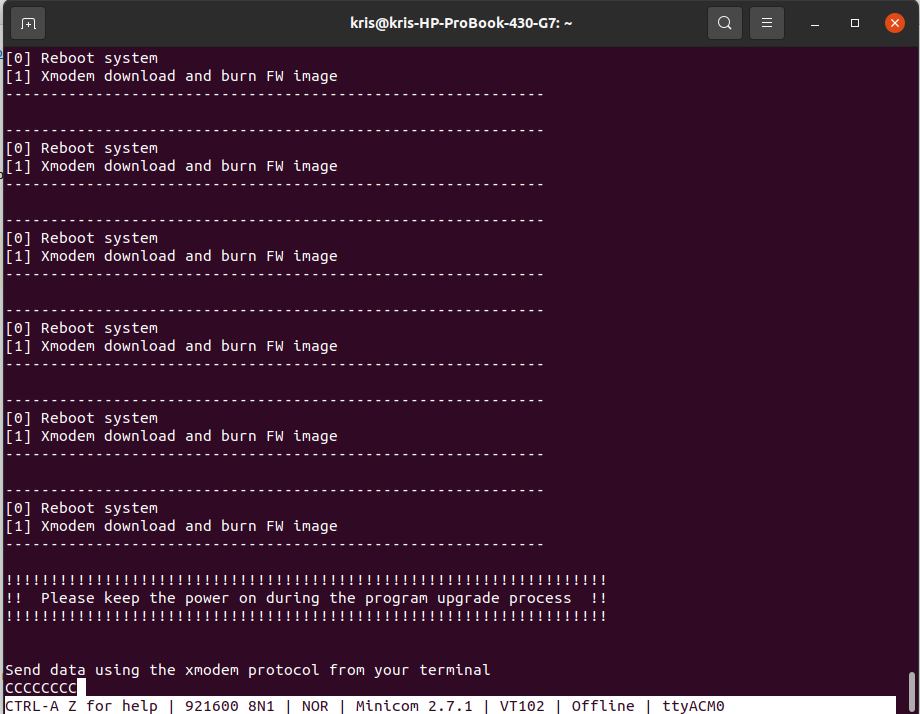 kris@kris-HP-ProBook-430-G7: ~
[0] Reboot system
[1] Xmodem download and burn FW image
------------------------------------------------------------
------------------------------------------------------------
[0] Reboot system
[1] Xmodem download and burn FW image
------------------------------------------------------------
------------------------------------------------------------
[0] Reboot system
[1] Xmodem download and burn FW image
------------------------------------------------------------
------------------------------------------------------------
[0] Reboot system
[1] Xmodem download and burn FW image
------------------------------------------------------------
------------------------------------------------------------
[0] Reboot system
[1] Xmodem download and burn FW image
------------------------------------------------------------
------------------------------------------------------------
[0] Reboot system
[1] Xmodem download and burn FW image
------------------------------------------------------------
!!!!!!!!!!!!!!!!!!!!!!!!!!!!!!!!!!!!!!!!!!!!!!!!!!!!!!!!!!!!!!!!!!!
!!  Please keep the power on during the program upgrade process  !!
!!!!!!!!!!!!!!!!!!!!!!!!!!!!!!!!!!!!!!!!!!!!!!!!!!!!!!!!!!!!!!!!!!!
Send data using the xmodem protocol from your terminal
CCCCCCCC
CTRL-A Z for help | 921600 8N1 | NOR | Minicom 2.7.1 | VT102 | Offline | ttyACM0